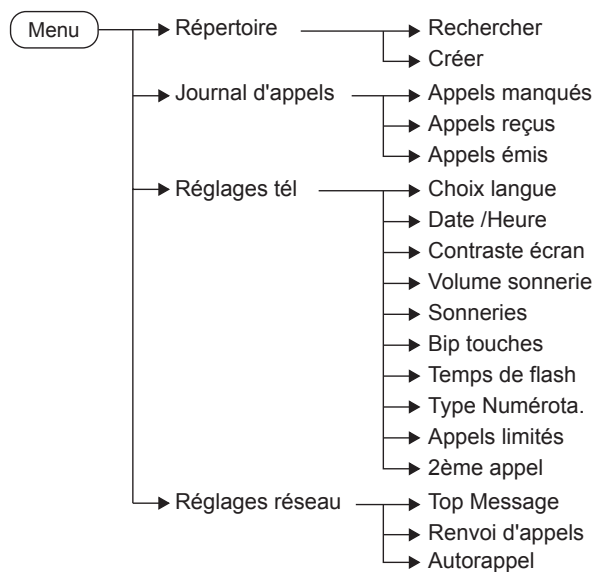 Menu
Répertoire
Rechercher
Créer
Journal d'appels
Appels manqués
Appels reçus
Appels émis
Réglages tél
Choix langue
Date /Heure
Contraste écran
Volume sonnerie
Sonneries
Bip touches
Temps de flash
Type Numérota.
Appels limités
2ème appel
Réglages réseau
Top Message
Renvoi d'appels
Autorappel